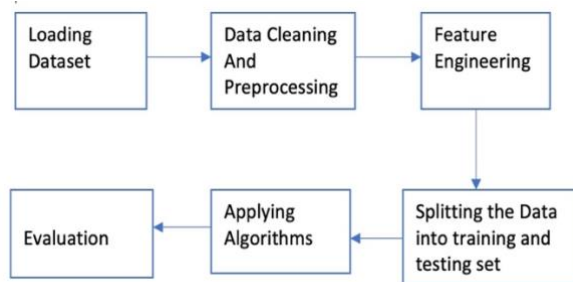 Loading
Dataset
Data Cleaning
And
Preprocessing
Feature
Engineering
Splitting the Data
into training and
testing set
Applying
Algorithms
Evaluation